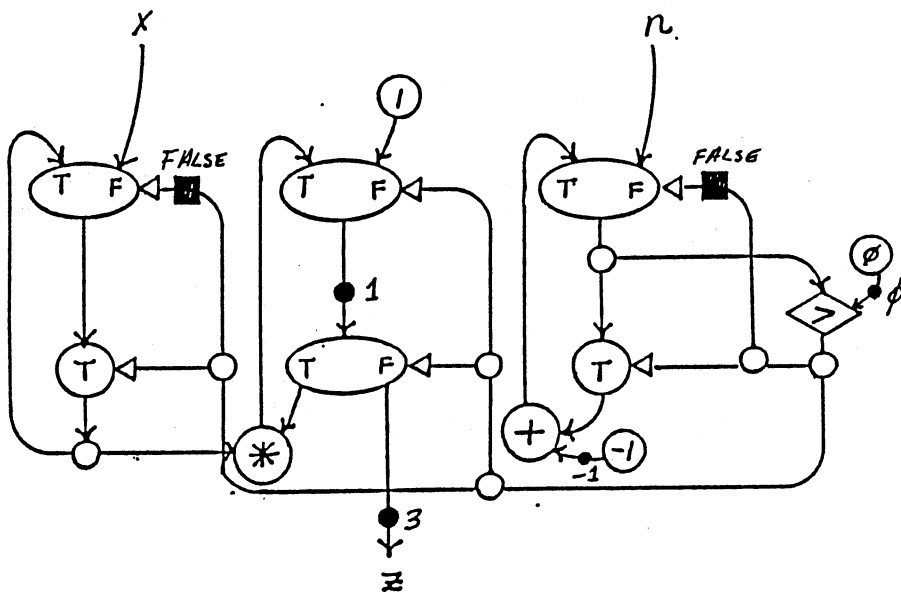 x n
1
FALSE FALSE
T F T F T F
ø
1 ø
>
T T F T
* + -1
-1
3
z